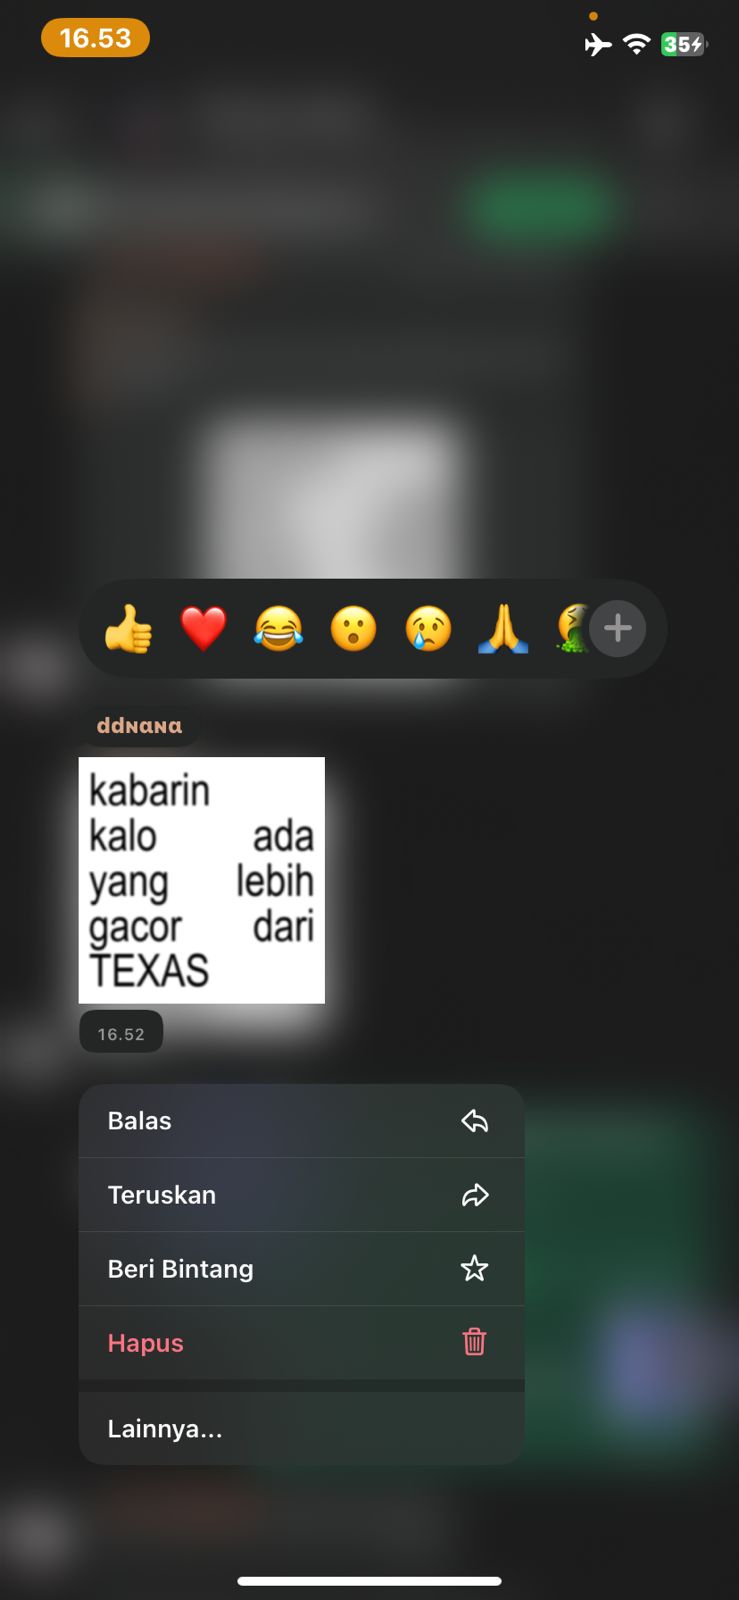 16.53
35
ddɴαɴα
kabarin
kalo ada
yang lebih
gacor dari
TEXAS
16.52
Balas
Teruskan
Beri Bintang
Hapus
Lainnya...